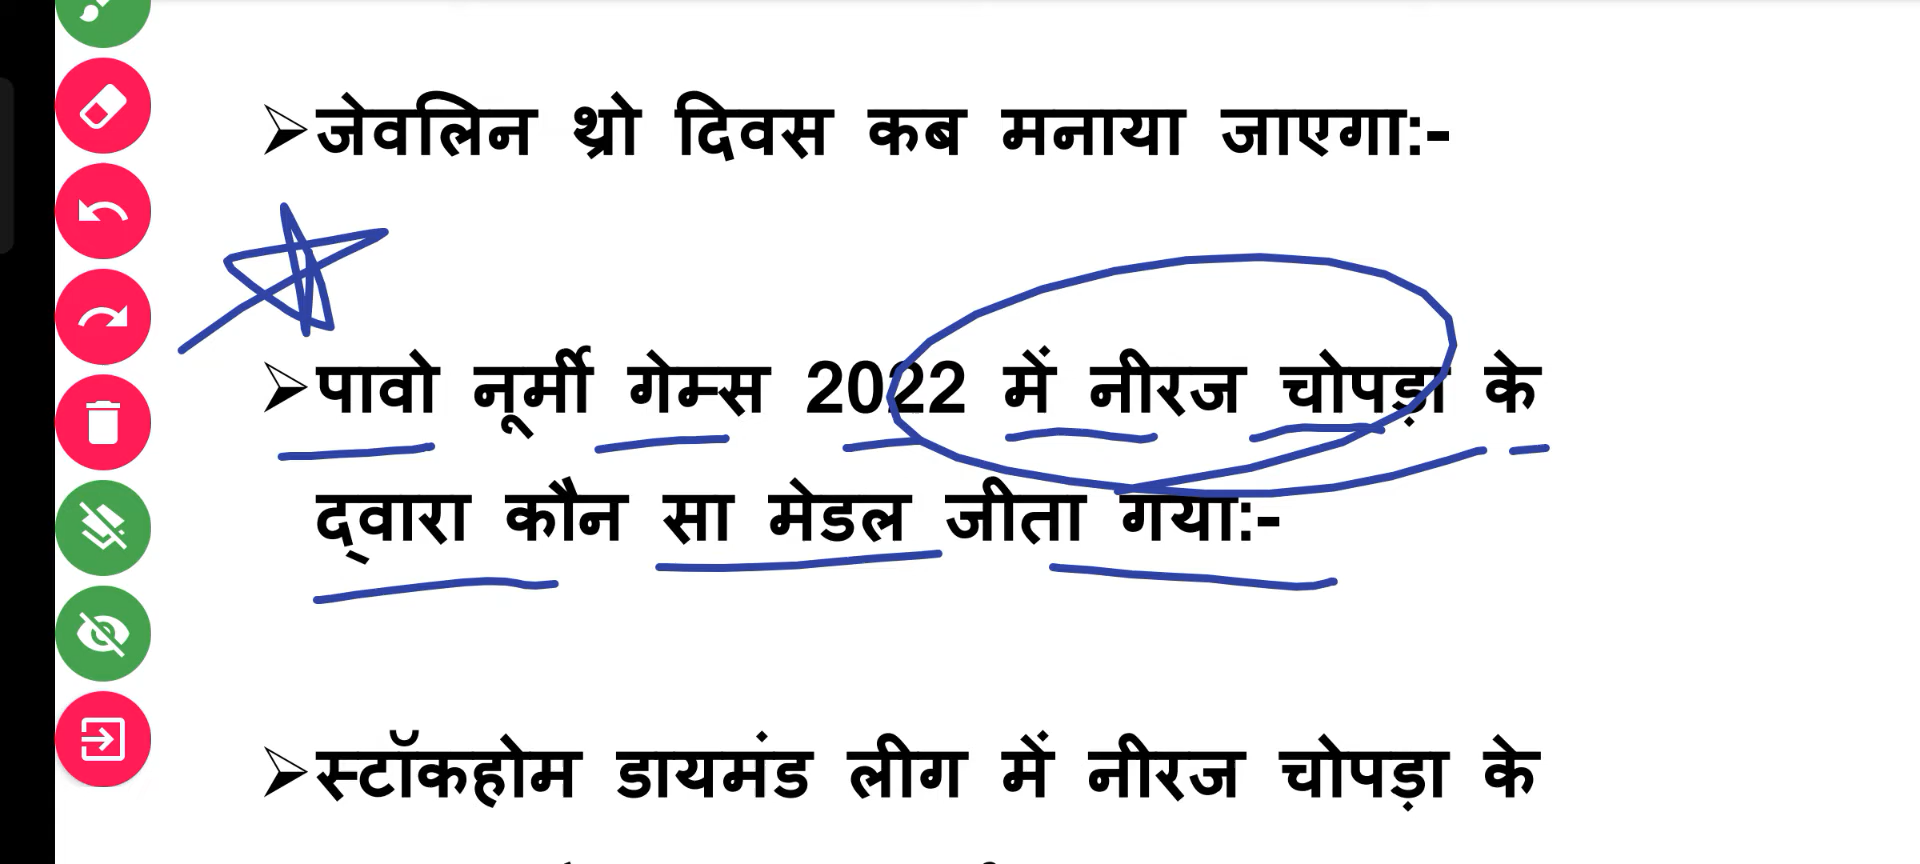 ➢जेवलिन थ्रो दिवस कब मनाया जाएगा:-
➢पावो नूर्मी गेम्स 2022 में नीरज चोपड़ा के
द्वारा कौन सा मेडल जीता गया:-
➢स्टॉकहोम डायमंड लीग में नीरज चोपड़ा के